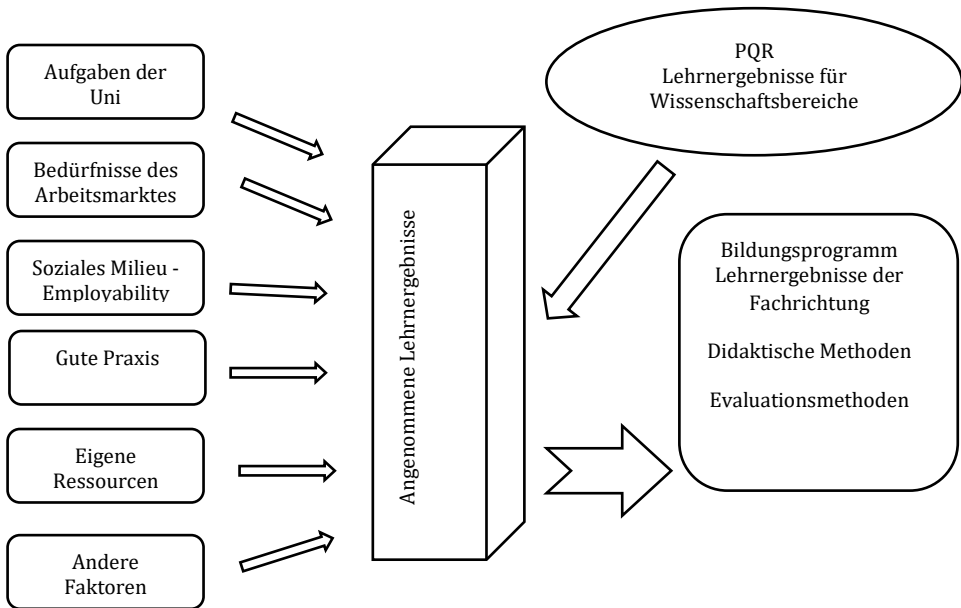 Aufgaben der
Uni
Bedürfnisse des
Arbeitsmarktes
Soziales Milieu -
Employability
Gute Praxis
Eigene
Ressourcen
Andere
Faktoren
Angenommene Lehrnergebnisse
PQR
Lehrnergebnisse für
Wissenschaftsbereiche
Bildungsprogramm
Lehrnergebnisse der
Fachrichtung
Didaktische Methoden
Evaluationsmethoden